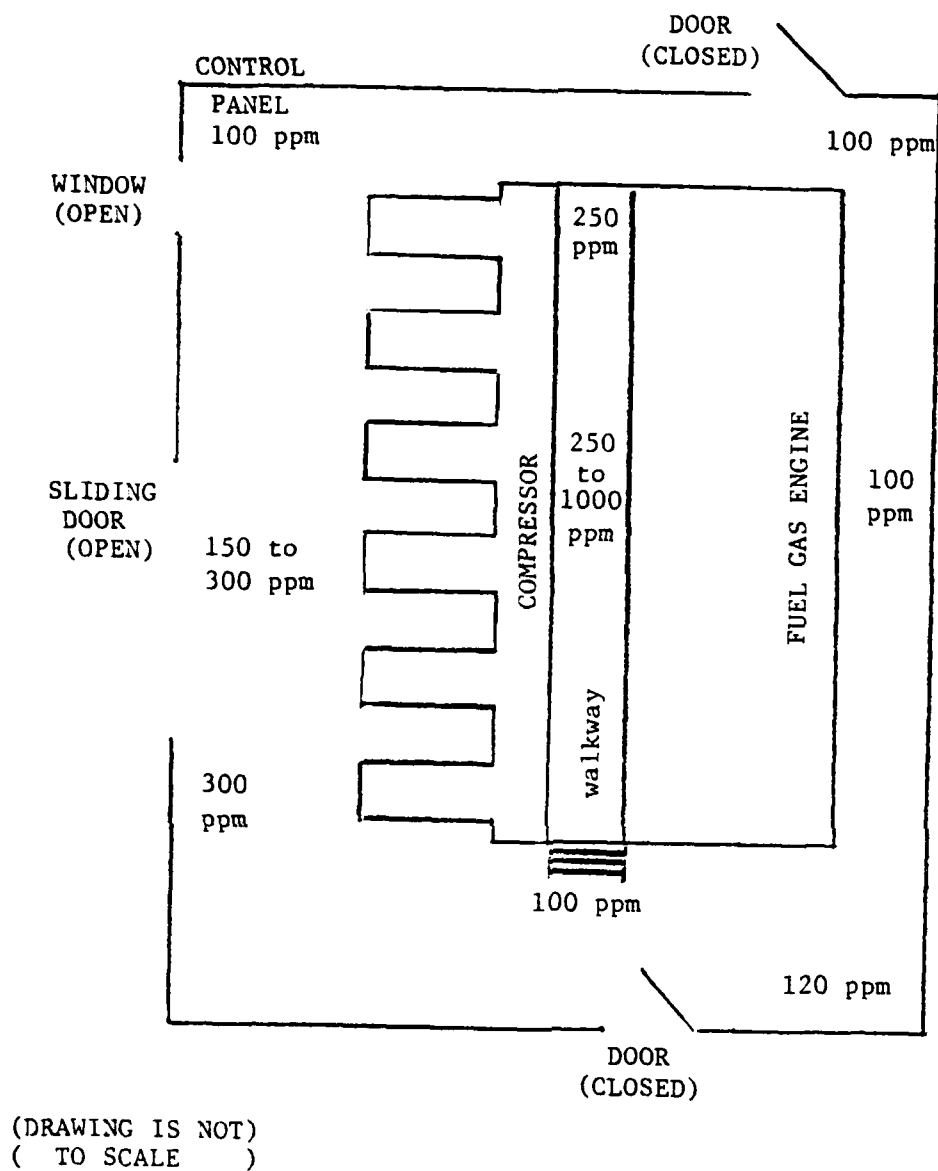 DOOR
(CLOSED)
CONTROL
PANEL
100 ppm
100 ppm
WINDOW
(OPEN)
250
ppm
250
to
1000
ppm
COMPRESSOR
FUEL GAS ENGINE
100
ppm
SLIDING
DOOR
(OPEN)
150 to
300 ppm
walkway
300
ppm
100 ppm
120 ppm
DOOR
(CLOSED)
(DRAWING IS NOT)
( TO SCALE )